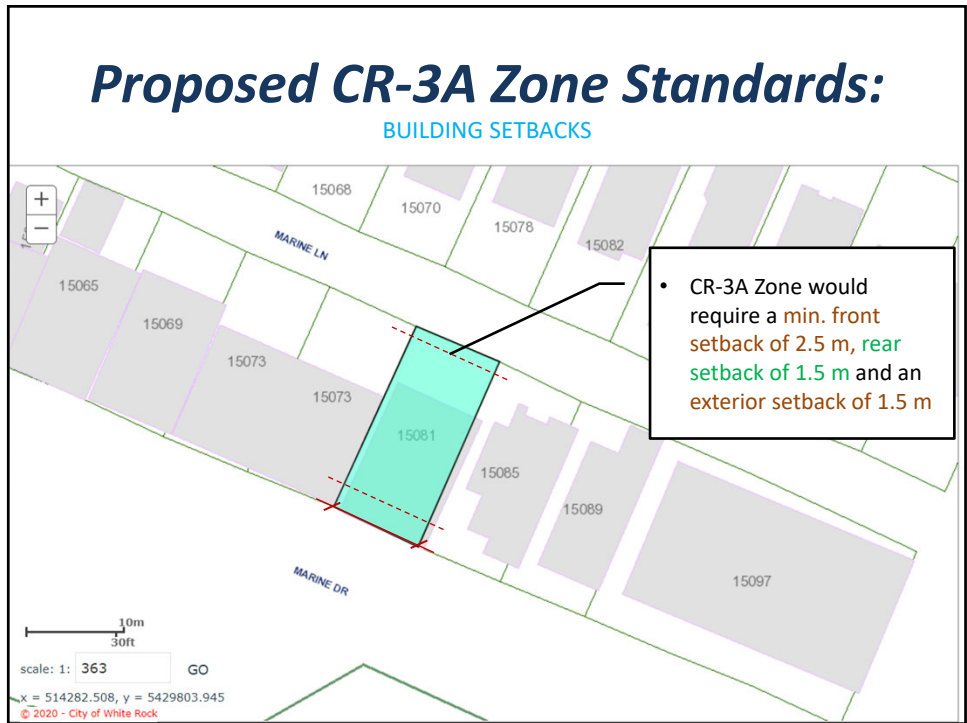 Proposed CR-3A Zone Standards:
BUILDING SETBACKS
+
−
15068
15070
15078
15082
MARINE LN
15065
15069
15073
15073
15081
15085
15089
15097
• CR-3A Zone would
require a min. front
setback of 2.5 m, rear
setback of 1.5 m and an
exterior setback of 1.5 m
MARINE DR
10m
30ft
scale: 1: 363 GO
x = 514282.508, y = 5429803.945
© 2020 - City of White Rock